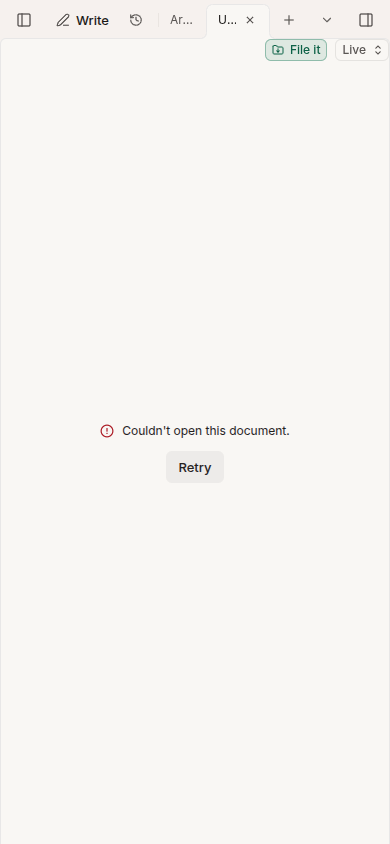 Write
Ar...
U...
File it
Live
Couldn't open this document.
Retry